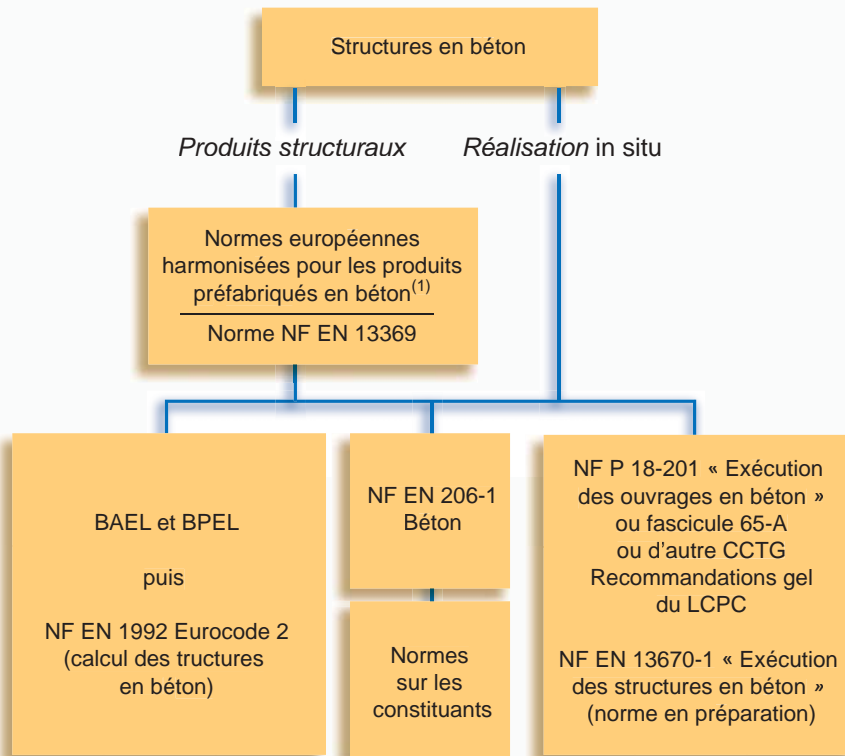 Structures en béton
Produits structuraux
Réalisation in situ
Normes européennes
harmonisées pour les produits
préfabriqués en béton(1)
Norme NF EN 13369
BAEL et BPEL
puis
NF EN 1992 Eurocode 2
(calcul des tructures
en béton)
NF EN 206-1
Béton
Normes
sur les
constituants
NF P 18-201 « Exécution
des ouvrages en béton »
ou fascicule 65-A
ou d'autre CCTG
Recommandations gel
du LCPC
NF EN 13670-1 « Exécution
des structures en béton »
(norme en préparation)